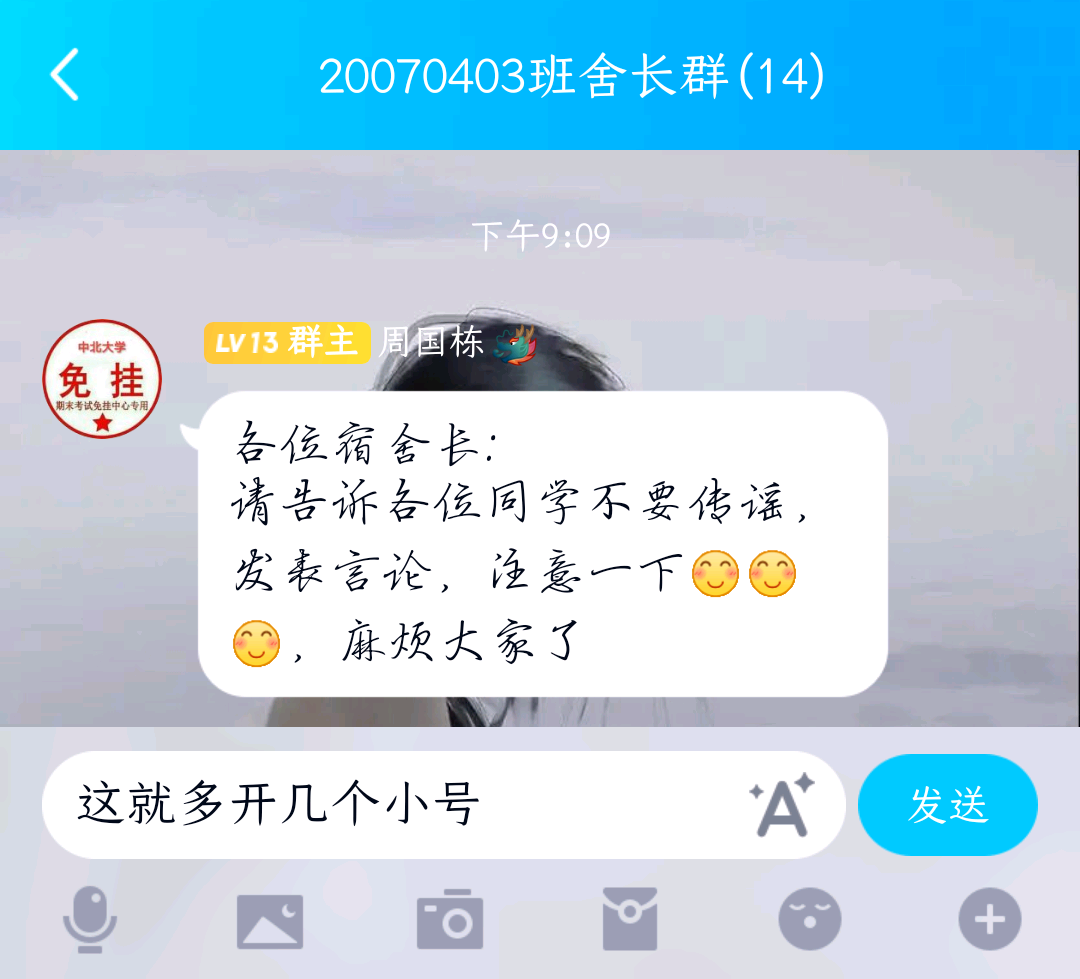 20070403班舍长群(14)
下午9:09
中北大学
免挂
期末考试免挂中心专用
LV13 群主 周国栋
各位宿舍长：
请告诉各位同学不要传谣，
发表言论，注意一下😊😊
😊，麻烦大家了
这就多开几个小号
发送